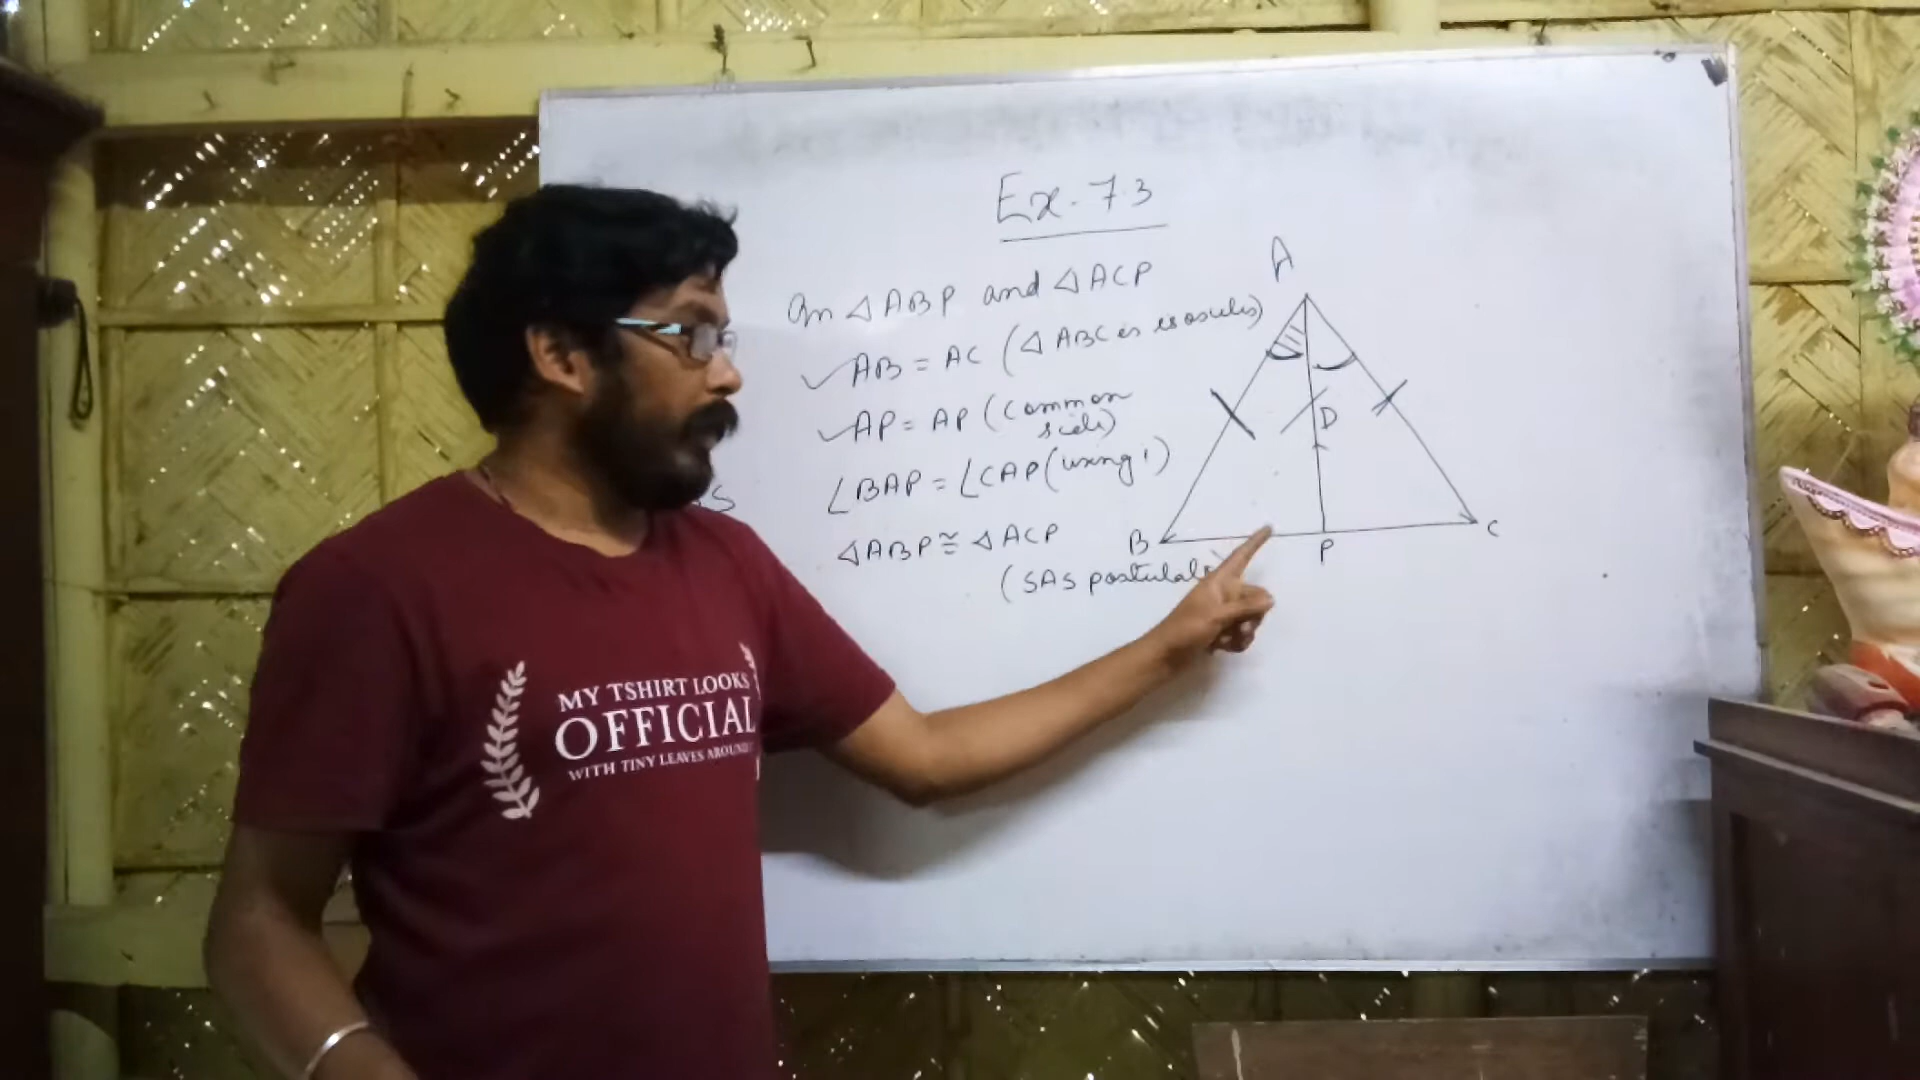 Ex. 7.3
In △ABP and △ACP
✓AB = AC (△ABC is isosules)
✓AP = AP (common
side)
∠BAP = ∠CAP (using 1)
△ABP ≅ △ACP
(SAS postulate
A
D
B
P
C
MY TSHIRT LOOKS
OFFICIAL
WITH TINY LEAVES AROUND